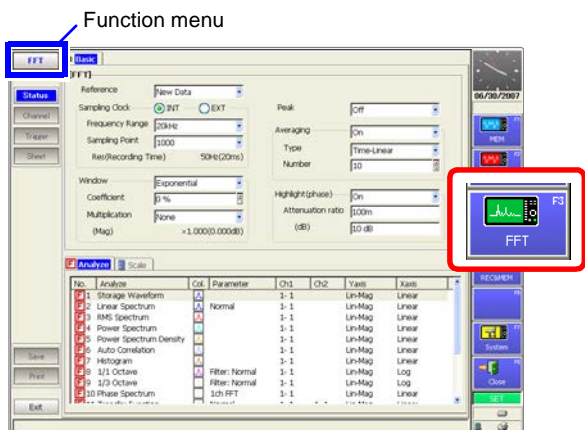 Function menu
FFT
Basic
[FFT]
Status
Channel
Trigger
Sheet
Save
Print
Exit
Reference New Data
Sampling Clock INT EXT
Frequency Range 20kHz
Sampling Point 1000
Res(Recording Time) 50Hz(20ms)
Window Exponential
Coefficient 0 %
Multiplication None
(Mag) ×1.000(0.000dB)
Peak Off
Averaging On
Type Time-Linear
Number 10
Highlight(phase) On
Attenuation ratio 100m
(dB) 10 dB
Analyze Scale
No. Analyze Col. Parameter Ch1 Ch2 Yaxis Xaxis
F 1 Storage Waveform 1- 1 Lin-Mag Linear
F 2 Linear Spectrum Normal 1- 1 Lin-Mag Linear
F 3 RMS Spectrum 1- 1 Lin-Mag Linear
F 4 Power Spectrum 1- 1 Lin-Mag Linear
F 5 Power Spectrum Density 1- 1 Lin-Mag Linear
F 6 Auto Correlation 1- 1 Lin-Mag Linear
F 7 Histogram 1- 1 Lin-Mag Linear
F 8 1/1 Octave Filter: Normal 1- 1 Lin-Mag Log
F 9 1/3 Octave Filter: Normal 1- 1 Lin-Mag Log
F 10 Phase Spectrum 1ch FFT 1- 1 Lin-Mag Linear
06/30/2007
F1
MEM
F3
FFT
REC&MEM
System
Close
SET